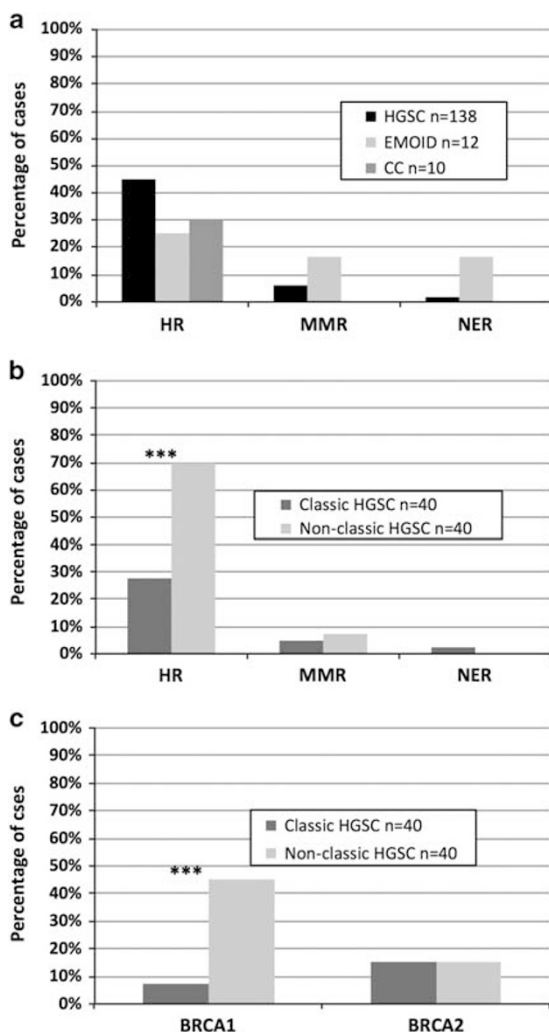 a
Percentage of cases
100%
90%
80%
70%
60%
50%
40%
30%
20%
10%
0%
HGSC n=138
EMOID n=12
CC n=10
HR MMR NER
b
Percentage of cases
100%
90%
80%
70%
60%
50%
40%
30%
20%
10%
0%
***
Classic HGSC n=40
Non-classic HGSC n=40
HR MMR NER
c
Percentage of cses
100%
90%
80%
70%
60%
50%
40%
30%
20%
10%
0%
***
Classic HGSC n=40
Non-classic HGSC n=40
BRCA1 BRCA2